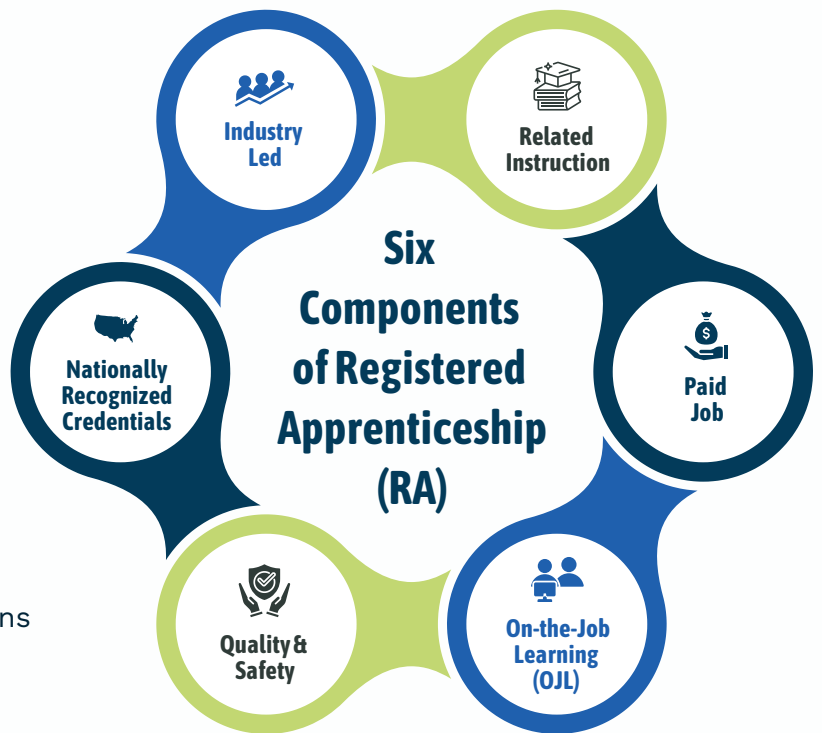 Industry
Led
Related
Instruction
Six
Components
of Registered
Apprenticeship
(RA)
Nationally
Recognized
Credentials
$
Paid
Job
ns
Quality &
Safety
On-the-Job
Learning
(OJL)